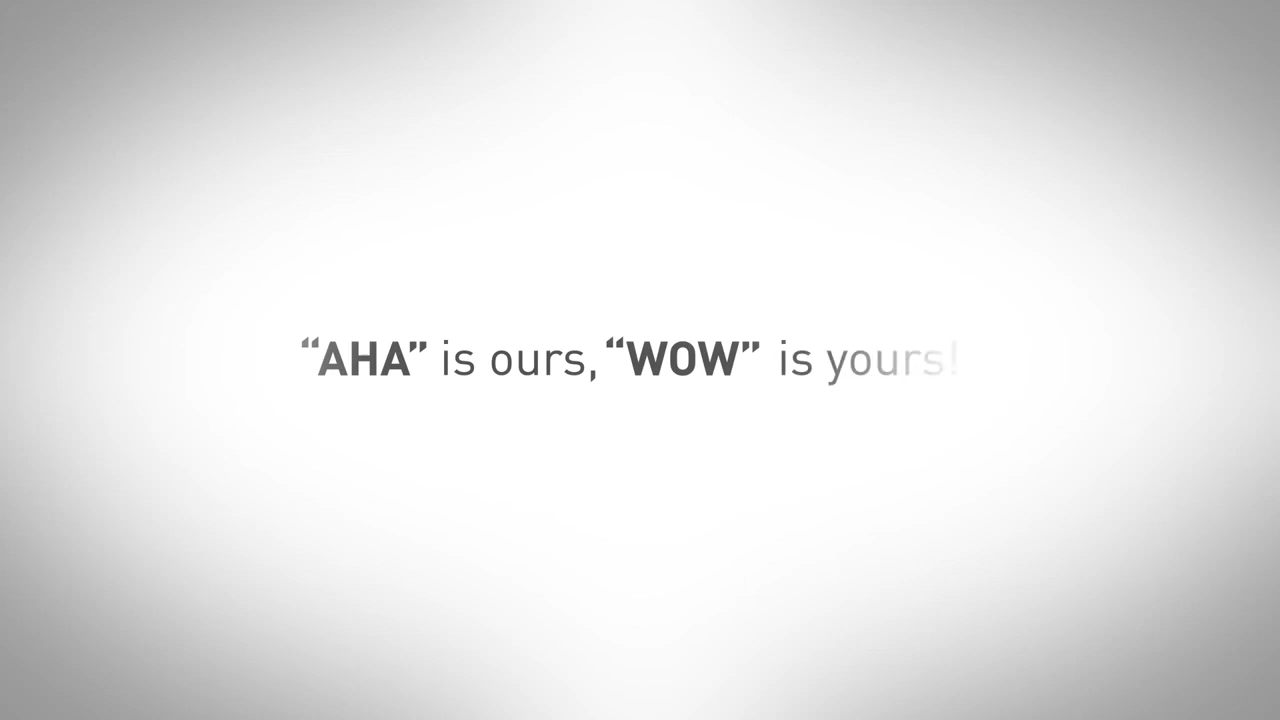 “AHA” is ours, “WOW” is yours!